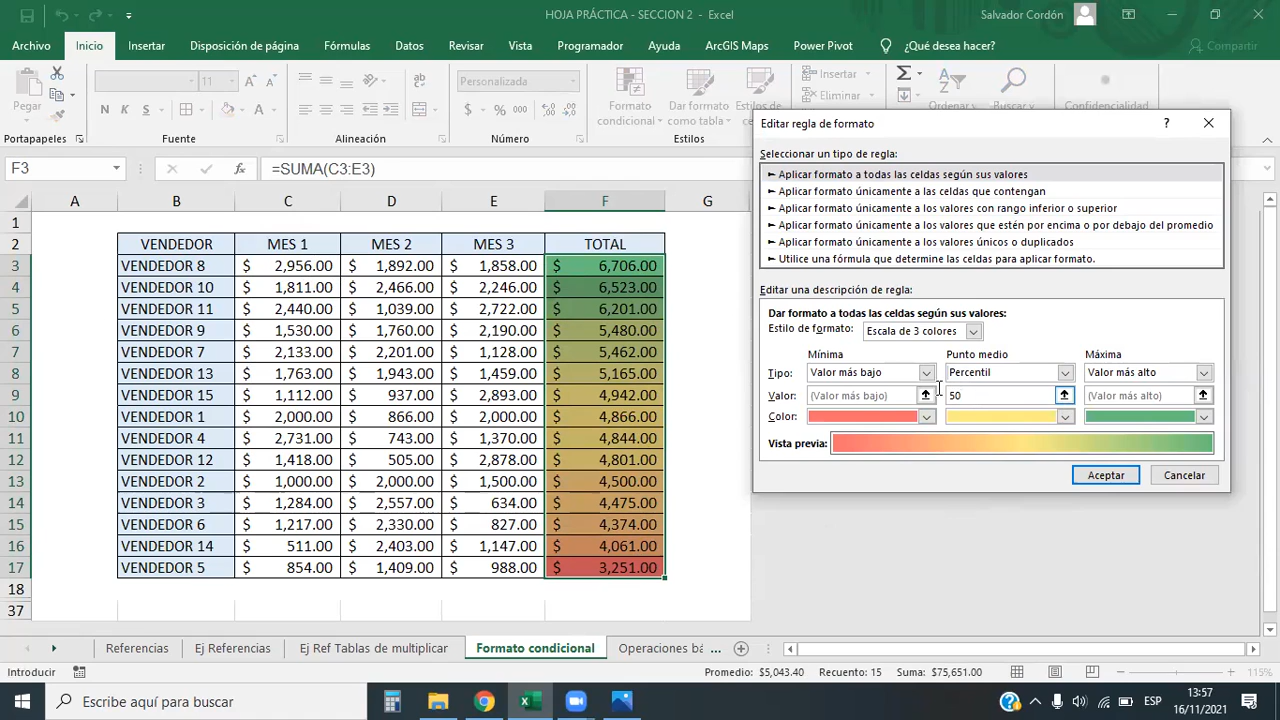 HOJA PRÁCTICA - SECCION 2 - Excel
Salvador Cordón
Archivo Inicio Insertar Disposición de página Fórmulas Datos Revisar Vista Programador Ayuda ArcGIS Maps Power Pivot ¿Qué desea hacer? Compartir
Pegar
N K S
11
Personalizada
$ % 000
Formato condicional
Dar formato como tabla
Estilos de
Insertar
Eliminar
Ordenar y
Buscar y
Confidencialidad
Portapapeles Fuente Alineación Número Estilos
F3 =SUMA(C3:E3)
A B C D E F G
1
2 VENDEDOR MES 1 MES 2 MES 3 TOTAL
3 VENDEDOR 8 $ 2,956.00 $ 1,892.00 $ 1,858.00 $ 6,706.00
4 VENDEDOR 10 $ 1,811.00 $ 2,466.00 $ 2,246.00 $ 6,523.00
5 VENDEDOR 11 $ 2,440.00 $ 1,039.00 $ 2,722.00 $ 6,201.00
6 VENDEDOR 9 $ 1,530.00 $ 1,760.00 $ 2,190.00 $ 5,480.00
7 VENDEDOR 7 $ 2,133.00 $ 2,201.00 $ 1,128.00 $ 5,462.00
8 VENDEDOR 13 $ 1,763.00 $ 1,943.00 $ 1,459.00 $ 5,165.00
9 VENDEDOR 15 $ 1,112.00 $ 937.00 $ 2,893.00 $ 4,942.00
10 VENDEDOR 1 $ 2,000.00 $ 866.00 $ 2,000.00 $ 4,866.00
11 VENDEDOR 4 $ 2,731.00 $ 743.00 $ 1,370.00 $ 4,844.00
12 VENDEDOR 12 $ 1,418.00 $ 505.00 $ 2,878.00 $ 4,801.00
13 VENDEDOR 2 $ 1,000.00 $ 2,000.00 $ 1,500.00 $ 4,500.00
14 VENDEDOR 3 $ 1,284.00 $ 2,557.00 $ 634.00 $ 4,475.00
15 VENDEDOR 6 $ 1,217.00 $ 2,330.00 $ 827.00 $ 4,374.00
16 VENDEDOR 14 $ 511.00 $ 2,403.00 $ 1,147.00 $ 4,061.00
17 VENDEDOR 5 $ 854.00 $ 1,409.00 $ 988.00 $ 3,251.00
18
37
Editar regla de formato ?
Seleccionar un tipo de regla:
► Aplicar formato a todas las celdas según sus valores
► Aplicar formato únicamente a las celdas que contengan
► Aplicar formato únicamente a los valores con rango inferior o superior
► Aplicar formato únicamente a los valores que estén por encima o por debajo del promedio
► Aplicar formato únicamente a los valores únicos o duplicados
► Utilice una fórmula que determine las celdas para aplicar formato.
Editar una descripción de regla:
Dar formato a todas las celdas según sus valores:
Estilo de formato: Escala de 3 colores
Mínima Punto medio Máxima
Tipo: Valor más bajo Percentil Valor más alto
Valor: (Valor más bajo) 50 (Valor más alto)
Color:
Vista previa:
Aceptar Cancelar
Referencias Ej Referencias Ej Ref Tablas de multiplicar Formato condicional Operaciones bá ...
Introducir Promedio: $5,043.40 Recuento: 15 Suma: $75,651.00 115%
Escribe aquí para buscar
ESP
13:57
16/11/2021